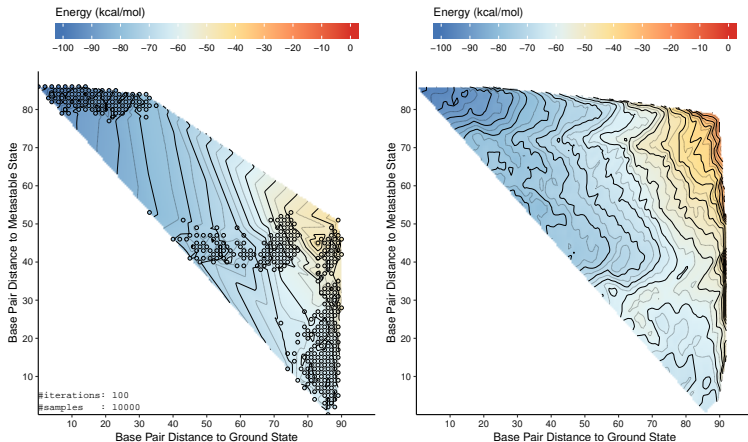 Energy (kcal/mol)
−100 −80 −70 −60 −50 −40 −30 −20 −10 0
Base Pair Distance to Metastable State
80
70
60
50
40
30
20
10
#iterations: 100
#samples : 10000
10 20 30 40 50 60 70 80 90
Base Pair Distance to Ground State
Energy (kcal/mol)
−100 −80 −70 −60 −50 −40 −30 −20 −10 0
Base Pair Distance to Metastable State
80
70
60
50
40
30
20
10
10 20 30 40 50 60 70 80 90
Base Pair Distance to Ground State